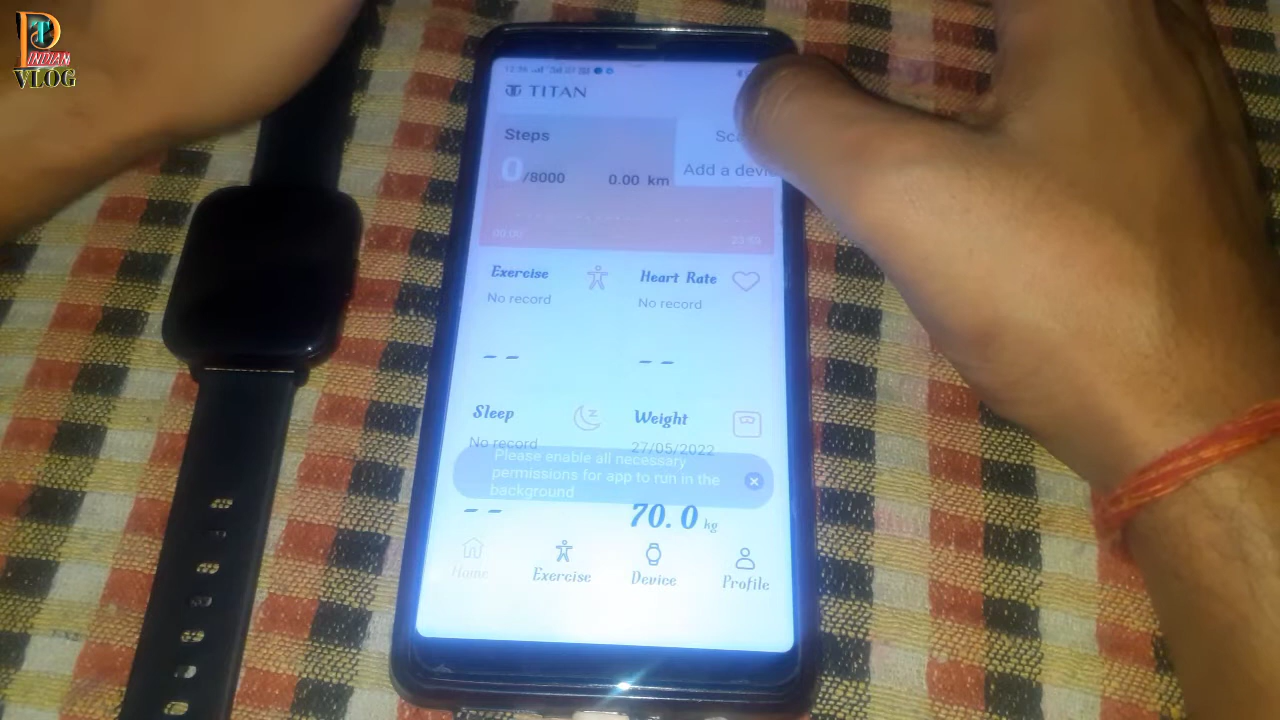 PT
INDIAN
VLOG
TITAN
Steps
0/8000 0.00 km
Add a
00:00 23:59
Exercise
No record
--
Heart Rate
No record
--
Sleep
No record
--
Weight
27/05/2022
70.0 kg
Please enable all necessary
permissions for app to run in the
background
Home Exercise Device Profile